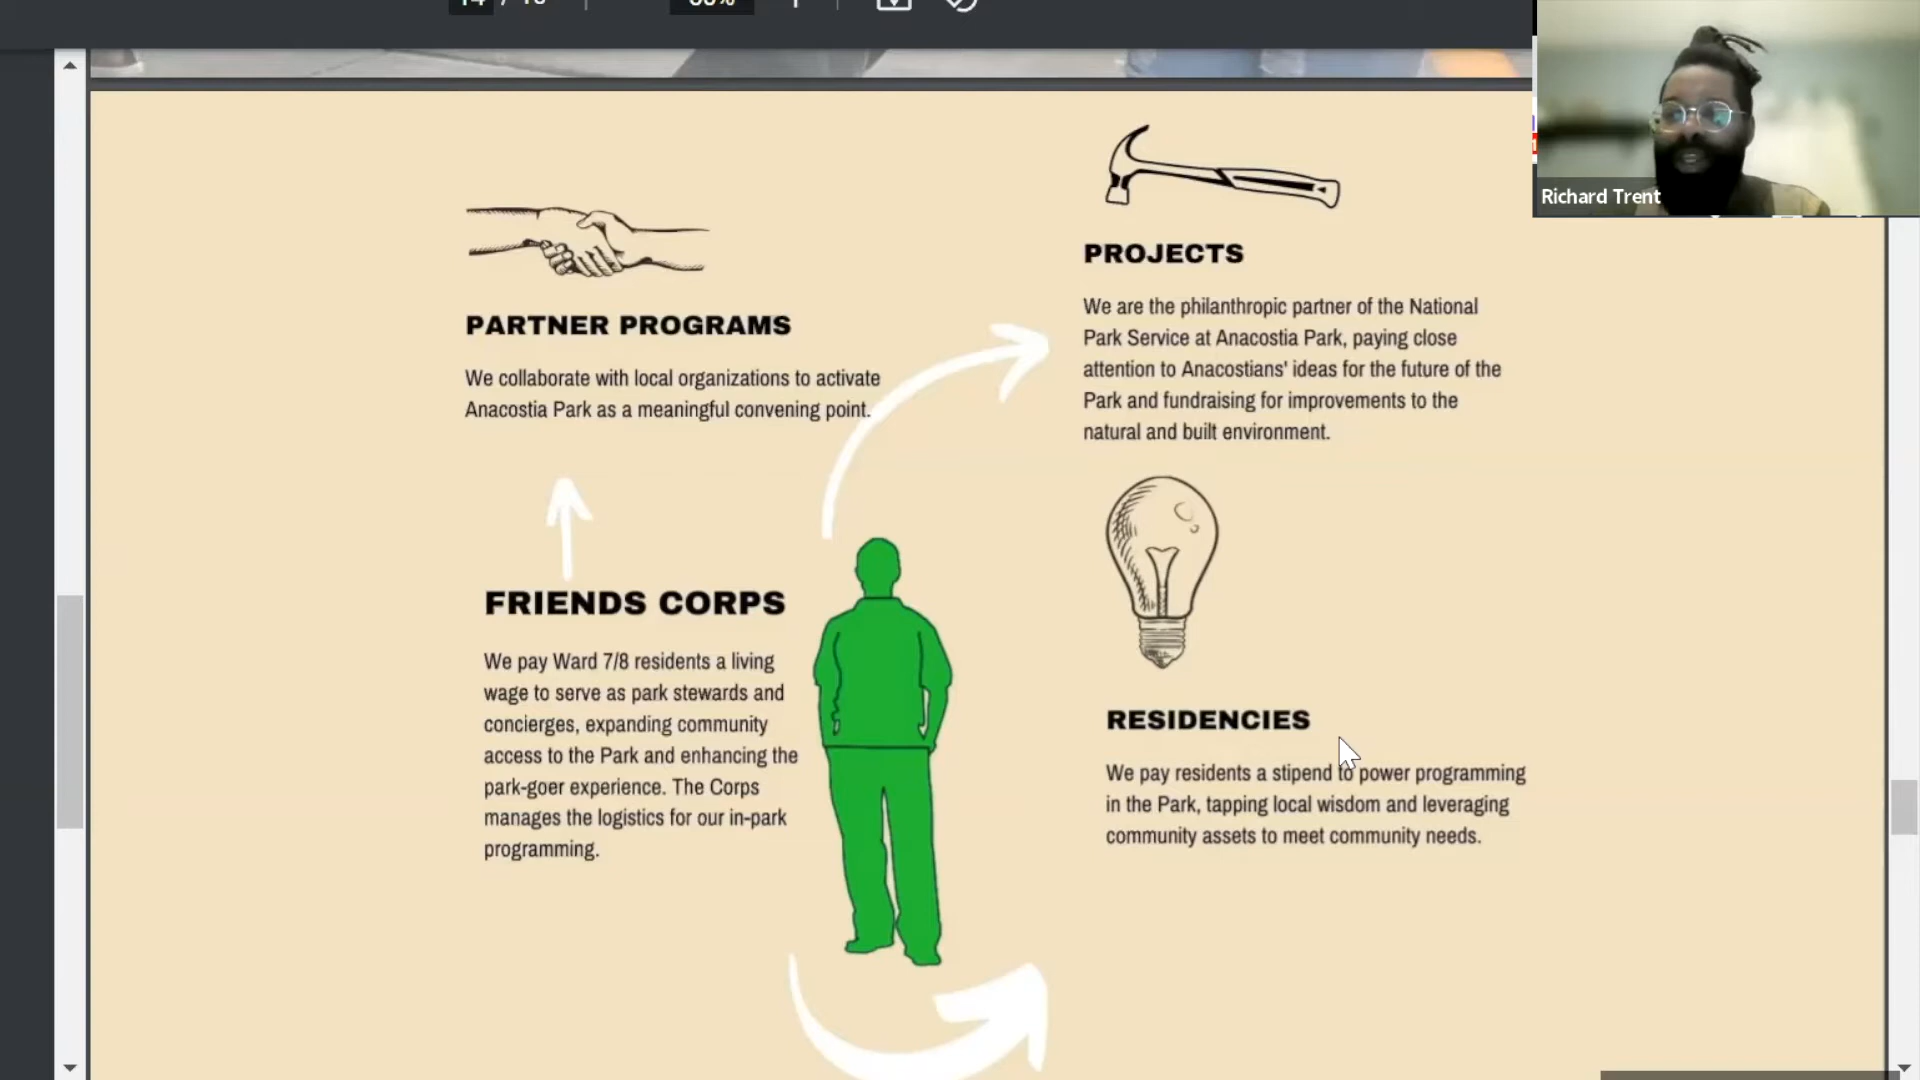 Richard Trent
PARTNER PROGRAMS
We collaborate with local organizations to activate
Anacostia Park as a meaningful convening point.
PROJECTS
We are the philanthropic partner of the National
Park Service at Anacostia Park, paying close
attention to Anacostians' ideas for the future of the
Park and fundraising for improvements to the
natural and built environment.
FRIENDS CORPS
We pay Ward 7/8 residents a living
wage to serve as park stewards and
concierges, expanding community
access to the Park and enhancing the
park-goer experience. The Corps
manages the logistics for our in-park
programming.
RESIDENCIES
We pay residents a stipend to power programming
in the Park, tapping local wisdom and leveraging
community assets to meet community needs.